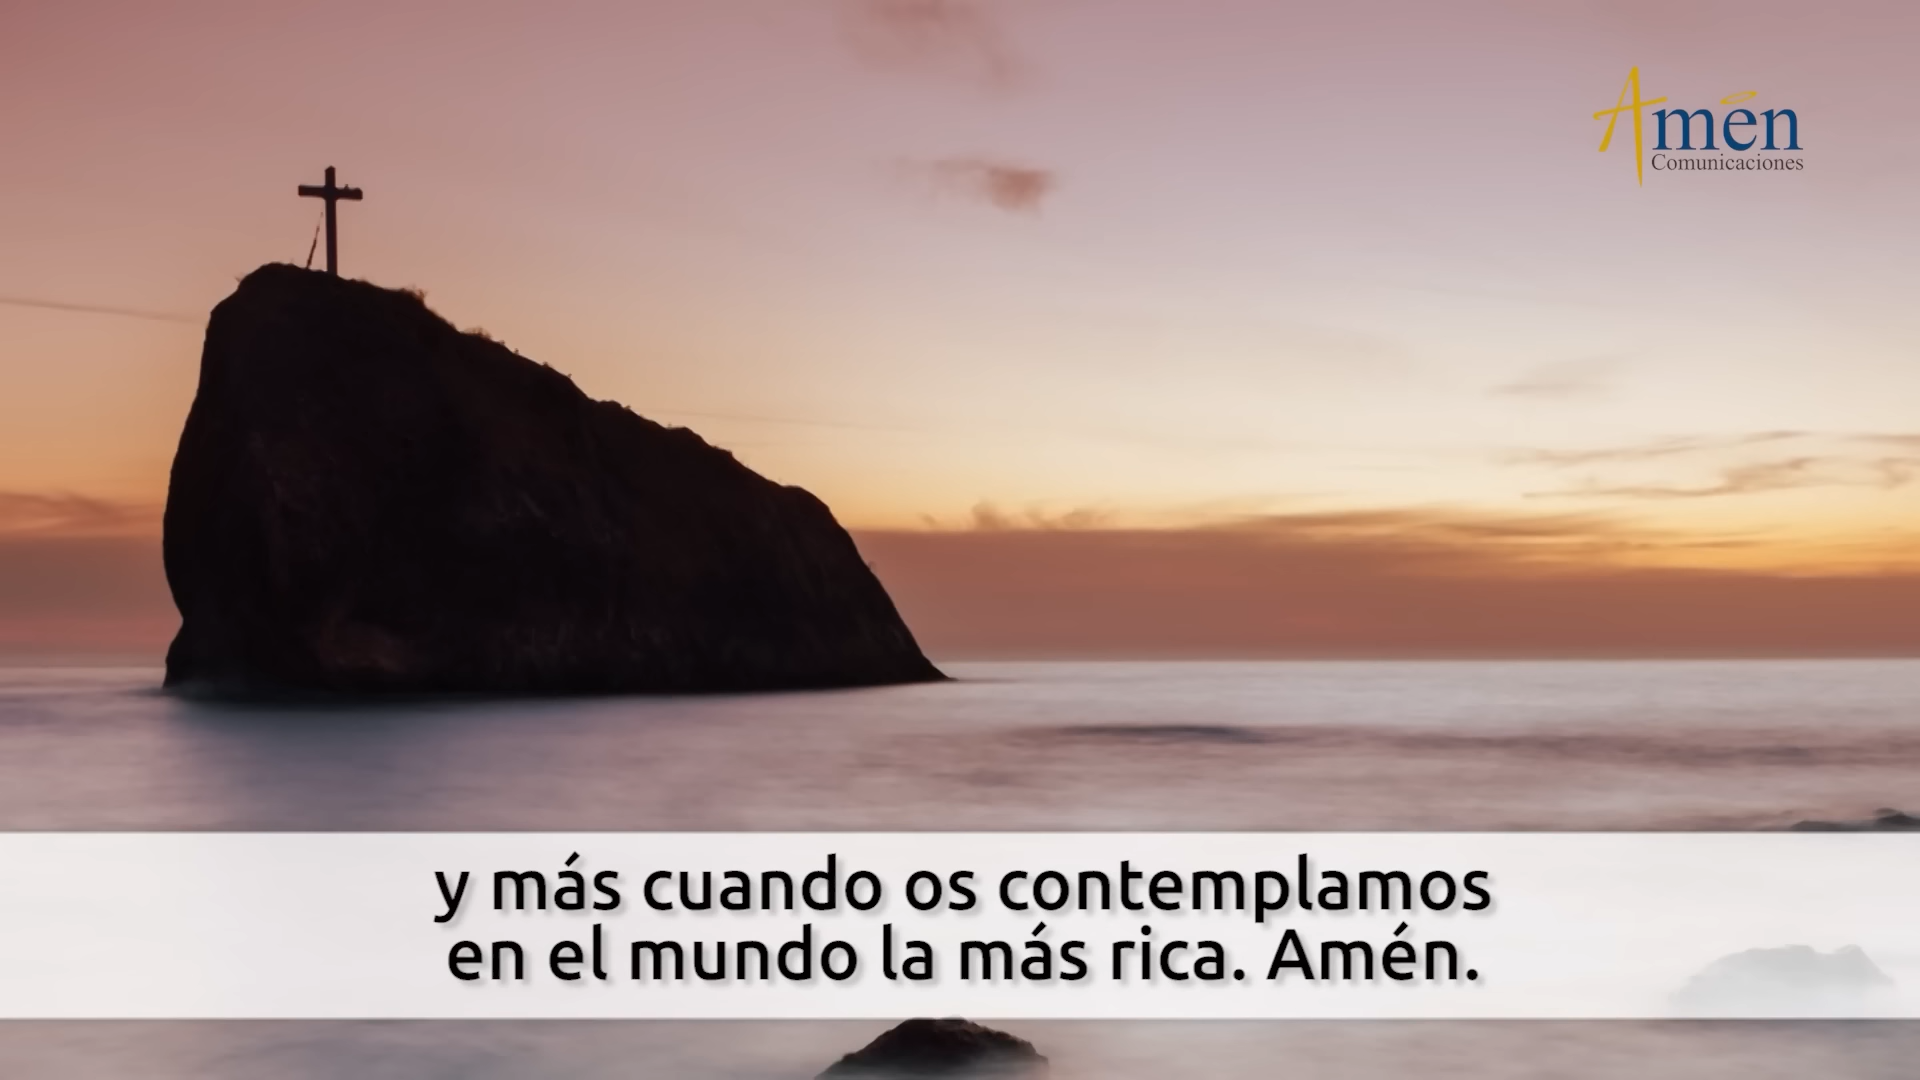 Amén
Comunicaciones
y más cuando os contemplamos
en el mundo la más rica. Amén.